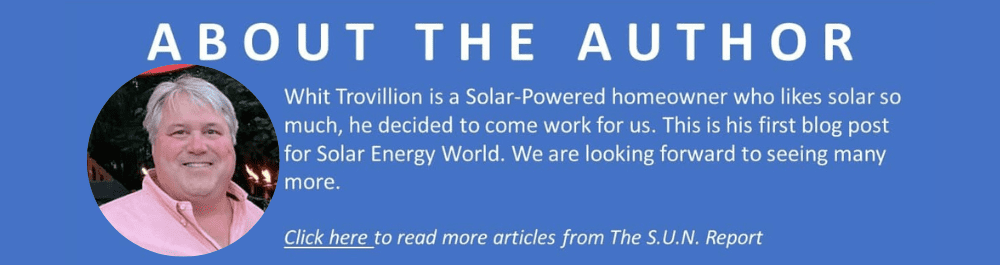 ABOUT THE AUTHOR
Whit Trovillion is a Solar-Powered homeowner who likes solar so
much, he decided to come work for us. This is his first blog post
for Solar Energy World. We are looking forward to seeing many
more.
Click here to read more articles from The S.U.N. Report